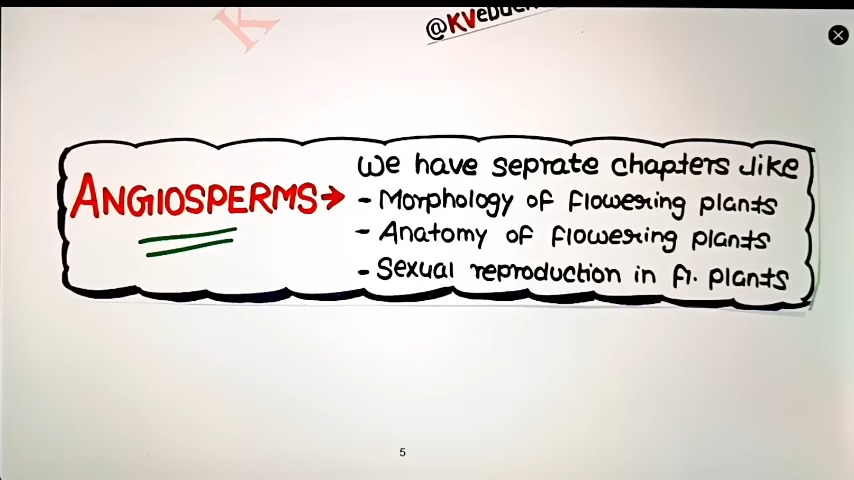 K
We have seprate chapters like
ANGIOSPERMS→
- Morphology of flowering plants
- Anatomy of flowering plants
- Sexual reproduction in fl. plants
5